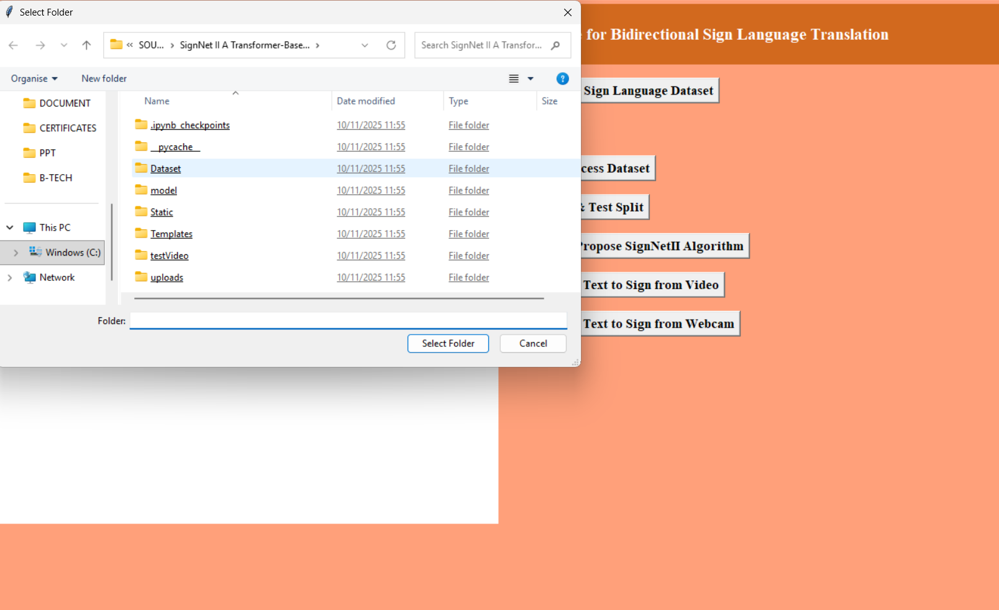 Select Folder
SOU... SignNet II A Transformer-Base...
Search SignNet II A Transfor...
Organise
New folder
DOCUMENT
CERTIFICATES
PPT
B-TECH
This PC
Windows (C:)
Network
Name Date modified Type Size
.ipynb_checkpoints 10/11/2025 11:55 File folder
__pycache__ 10/11/2025 11:55 File folder
Dataset 10/11/2025 11:55 File folder
model 10/11/2025 11:55 File folder
Static 10/11/2025 11:55 File folder
Templates 10/11/2025 11:55 File folder
testVideo 10/11/2025 11:55 File folder
uploads 10/11/2025 11:55 File folder
Folder:
Select Folder
Cancel
for Bidirectional Sign Language Translation
Sign Language Dataset
cess Dataset
& Test Split
Propose SignNetII Algorithm
Text to Sign from Video
Text to Sign from Webcam